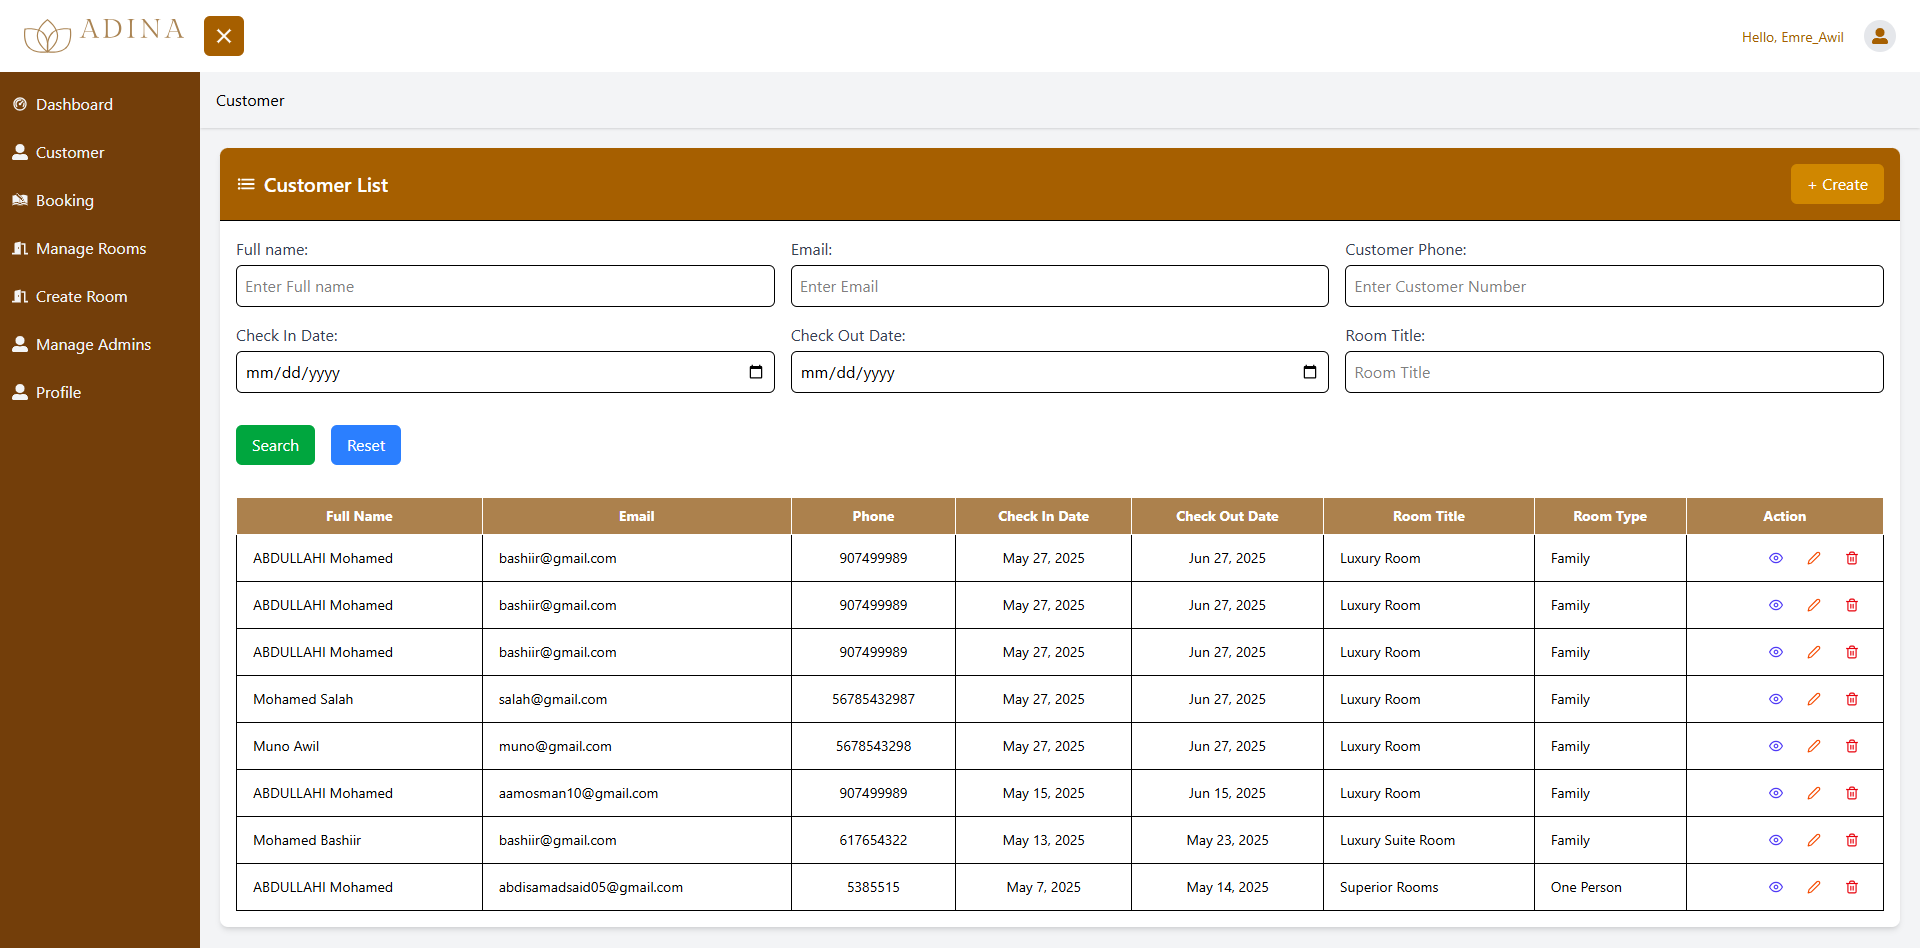 ADINA
Hello, Emre_Awil
Dashboard
Customer
Booking
Manage Rooms
Create Room
Manage Admins
Profile
Customer
Customer List
+ Create
Full name:
Email:
Customer Phone:
Enter Full name
Enter Email
Enter Customer Number
Check In Date:
Check Out Date:
Room Title:
mm/dd/yyyy
mm/dd/yyyy
Room Title
Search
Reset
Full Name Email Phone Check In Date Check Out Date Room Title Room Type Action
ABDULLAHI Mohamed bashiir@gmail.com 907499989 May 27, 2025 Jun 27, 2025 Luxury Room Family
ABDULLAHI Mohamed bashiir@gmail.com 907499989 May 27, 2025 Jun 27, 2025 Luxury Room Family
ABDULLAHI Mohamed bashiir@gmail.com 907499989 May 27, 2025 Jun 27, 2025 Luxury Room Family
Mohamed Salah salah@gmail.com 56785432987 May 27, 2025 Jun 27, 2025 Luxury Room Family
Muno Awil muno@gmail.com 5678543298 May 27, 2025 Jun 27, 2025 Luxury Room Family
ABDULLAHI Mohamed aamosman10@gmail.com 907499989 May 15, 2025 Jun 15, 2025 Luxury Room Family
Mohamed Bashiir bashiir@gmail.com 617654322 May 13, 2025 May 23, 2025 Luxury Suite Room Family
ABDULLAHI Mohamed abdisamadsaid05@gmail.com 5385515 May 7, 2025 May 14, 2025 Superior Rooms One Person